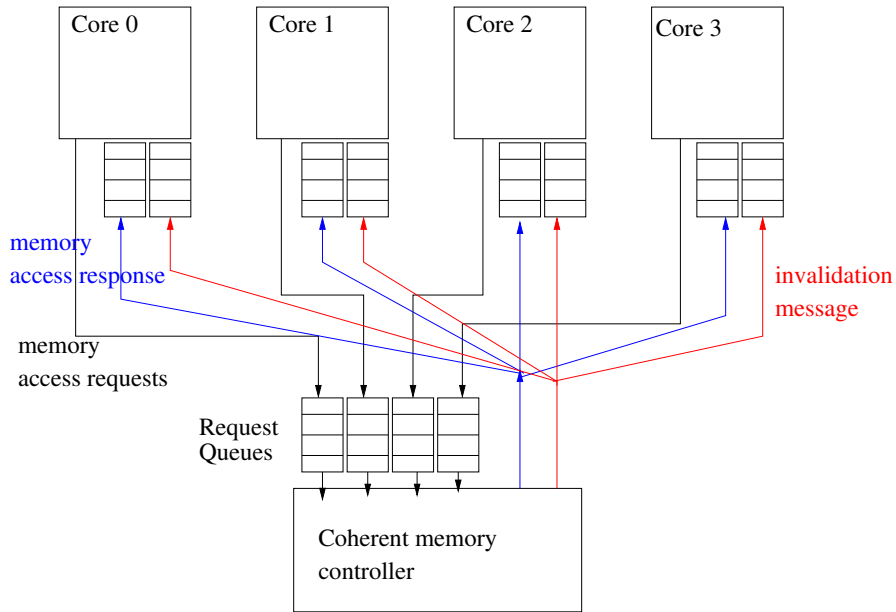 Core 0
Core 1
Core 2
Core 3
memory
access response
invalidation
message
memory
access requests
Request
Queues
Coherent memory
controller